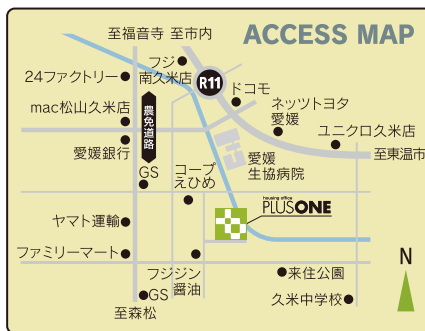 至福音寺 至市内
ACCESS MAP
フジ
南久米店
24ファクトリー
R11
ドコモ
mac松山久米店
農免道路
ネッツトヨタ
愛媛
ユニクロ久米店
愛媛銀行
至東温市
愛媛
生協病院
GS
コープ
えひめ
housing office
PLUSONE
ヤマト運輸
ファミリーマート
N
フジジン
醤油
来住公園
GS
久米中学校
至森松